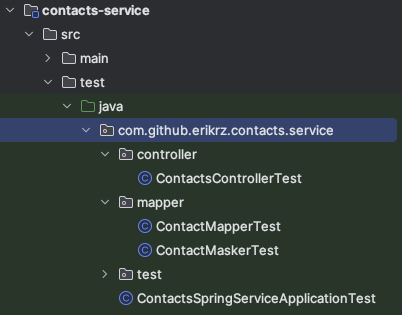 contacts-service
src
main
test
java
com.github.erikrz.contacts.service
controller
ContactsControllerTest
mapper
ContactMapperTest
ContactMaskerTest
test
ContactsSpringServiceApplicationTest